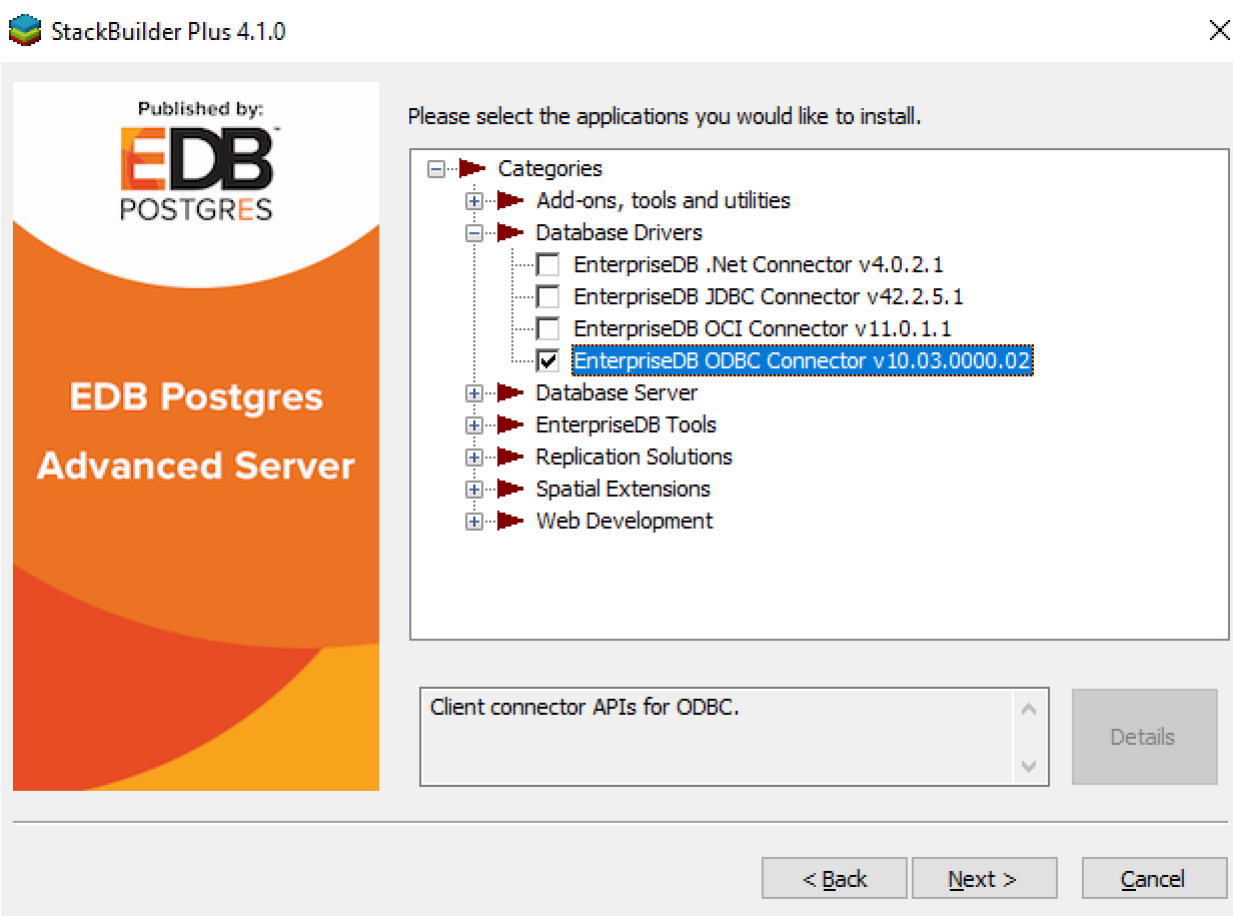 StackBuilder Plus 4.1.0
Published by:
EDB™
POSTGRES
EDB Postgres
Advanced Server
Please select the applications you would like to install.
Categories
Add-ons, tools and utilities
Database Drivers
EnterpriseDB .Net Connector v4.0.2.1
EnterpriseDB JDBC Connector v42.2.5.1
EnterpriseDB OCI Connector v11.0.1.1
EnterpriseDB ODBC Connector v10.03.0000.02
Database Server
EnterpriseDB Tools
Replication Solutions
Spatial Extensions
Web Development
Client connector APIs for ODBC.
Details
< Back
Next >
Cancel